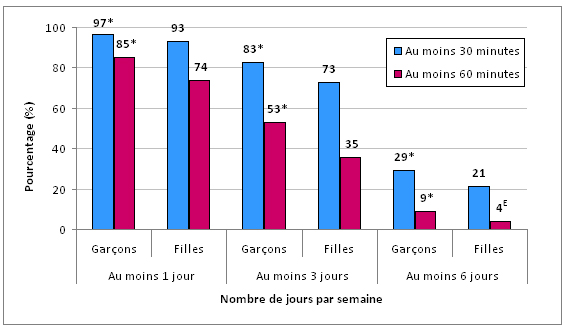 97*
93
85*
83*
74
73
53*
35
29*
21
9*
4ᴱ
Au moins 30 minutes
Au moins 60 minutes
Pourcentage (%)
100
80
60
40
20
0
Garçons Filles Garçons Filles Garçons Filles
Au moins 1 jour Au moins 3 jours Au moins 6 jours
Nombre de jours par semaine